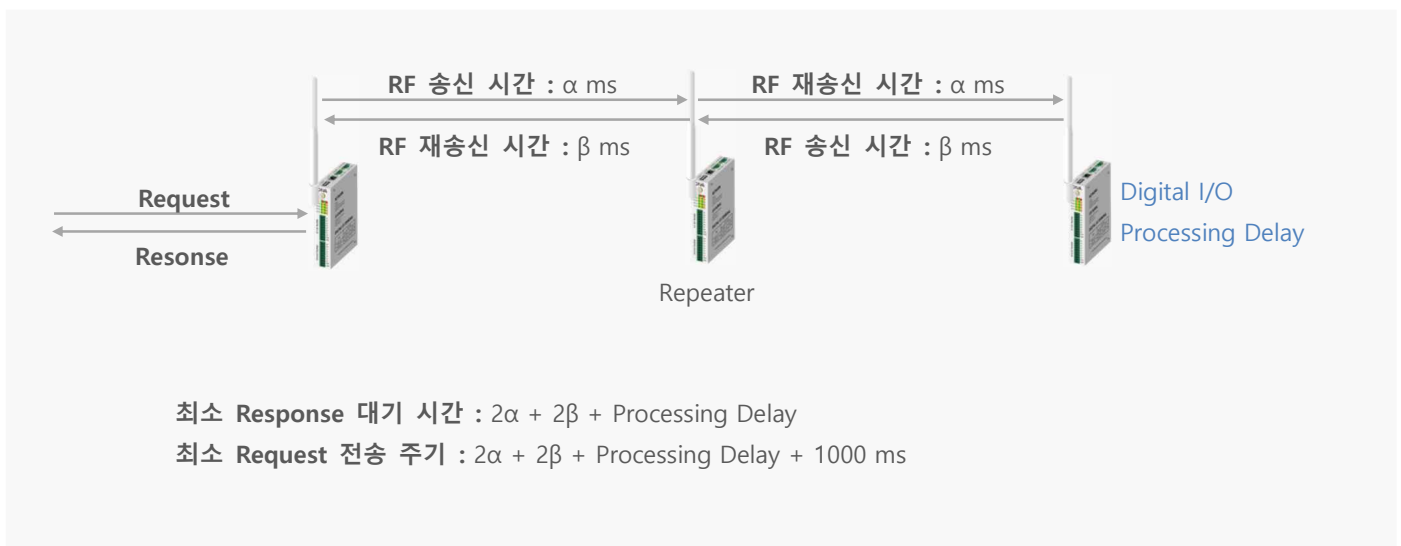 RF 송신 시간 : α ms
RF 재송신 시간 : α ms
RF 재송신 시간 : β ms
RF 송신 시간 : β ms
Request
Resonse
Digital I/O
Processing Delay
Repeater
최소 Response 대기 시간 : 2α + 2β + Processing Delay
최소 Request 전송 주기 : 2α + 2β + Processing Delay + 1000 ms